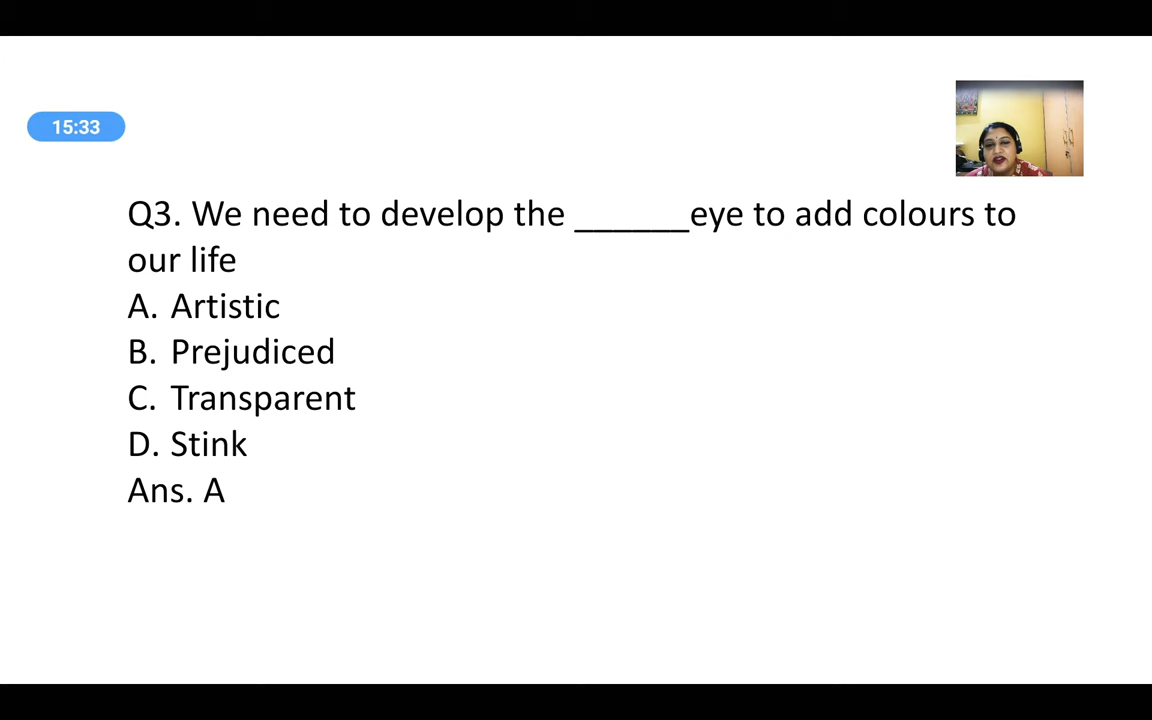 15:33
Q3. We need to develop the ______eye to add colours to
our life
A. Artistic
B. Prejudiced
C. Transparent
D. Stink
Ans. A